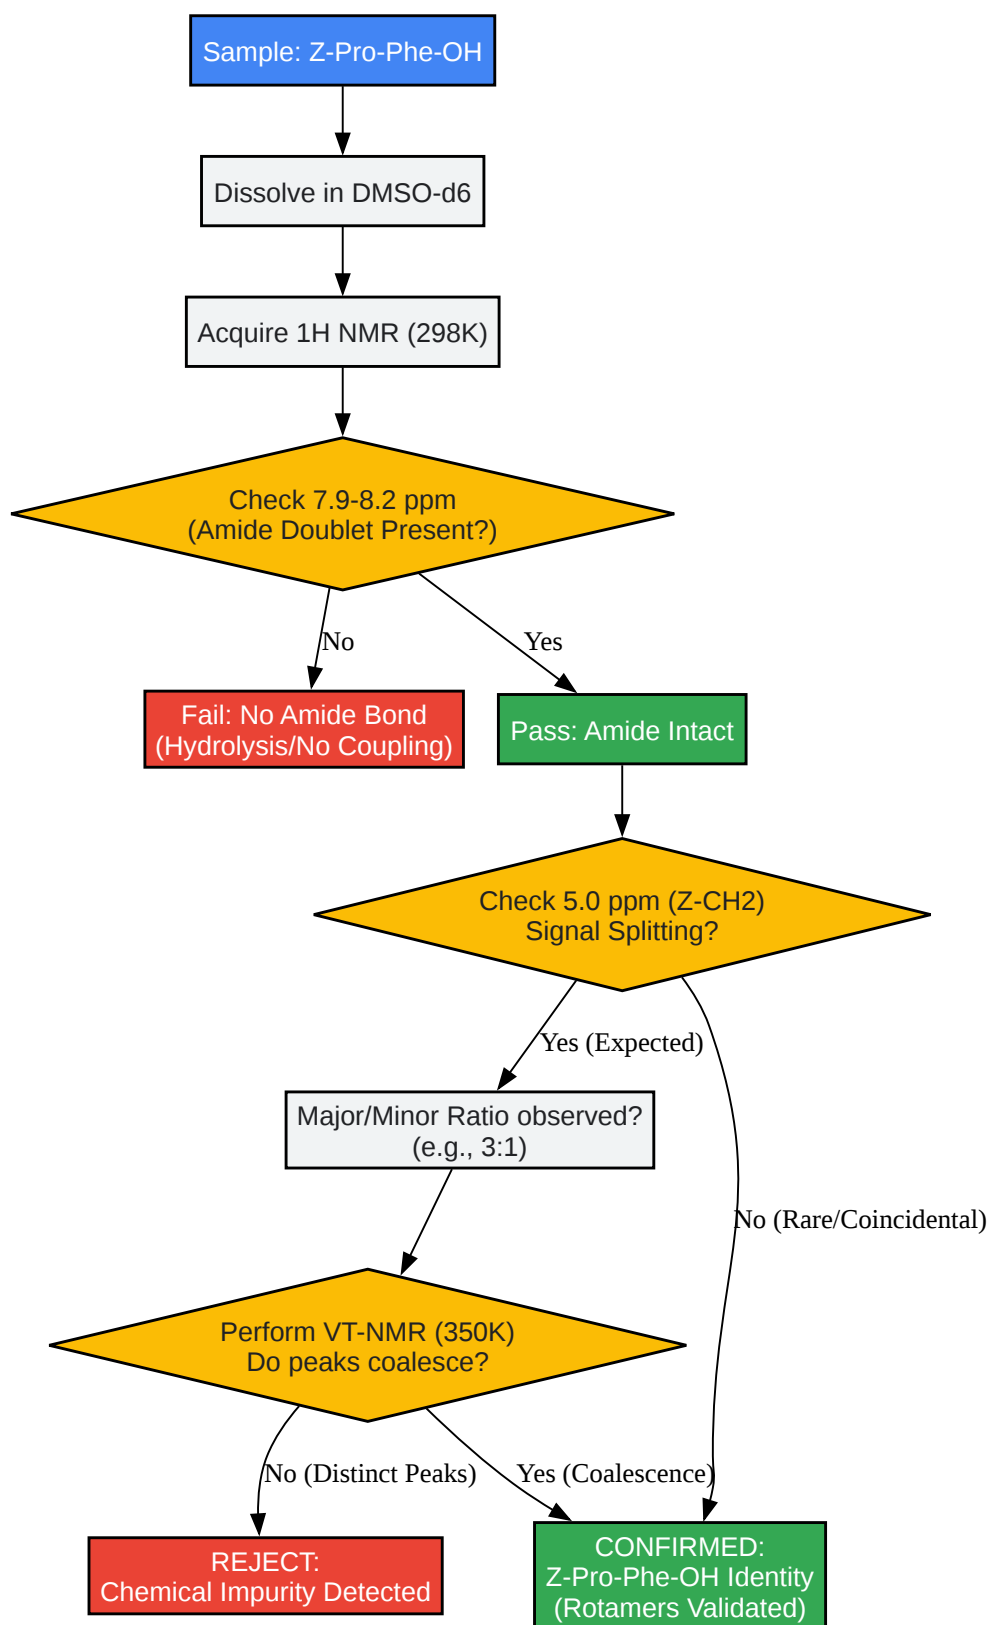 Sample: Z-Pro-Phe-OH
Dissolve in DMSO-d6
Acquire 1H NMR (298K)
Check 7.9-8.2 ppm
(Amide Doublet Present?)
No
Yes
Fail: No Amide Bond
(Hydrolysis/No Coupling)
Pass: Amide Intact
Check 5.0 ppm (Z-CH2)
Signal Splitting?
Yes (Expected)
Major/Minor Ratio observed?
(e.g., 3:1)
No (Rare/Coincidental)
Perform VT-NMR (350K)
Do peaks coalesce?
No (Distinct Peaks)
Yes (Coalescence)
REJECT:
Chemical Impurity Detected
CONFIRMED:
Z-Pro-Phe-OH Identity
(Rotamers Validated)